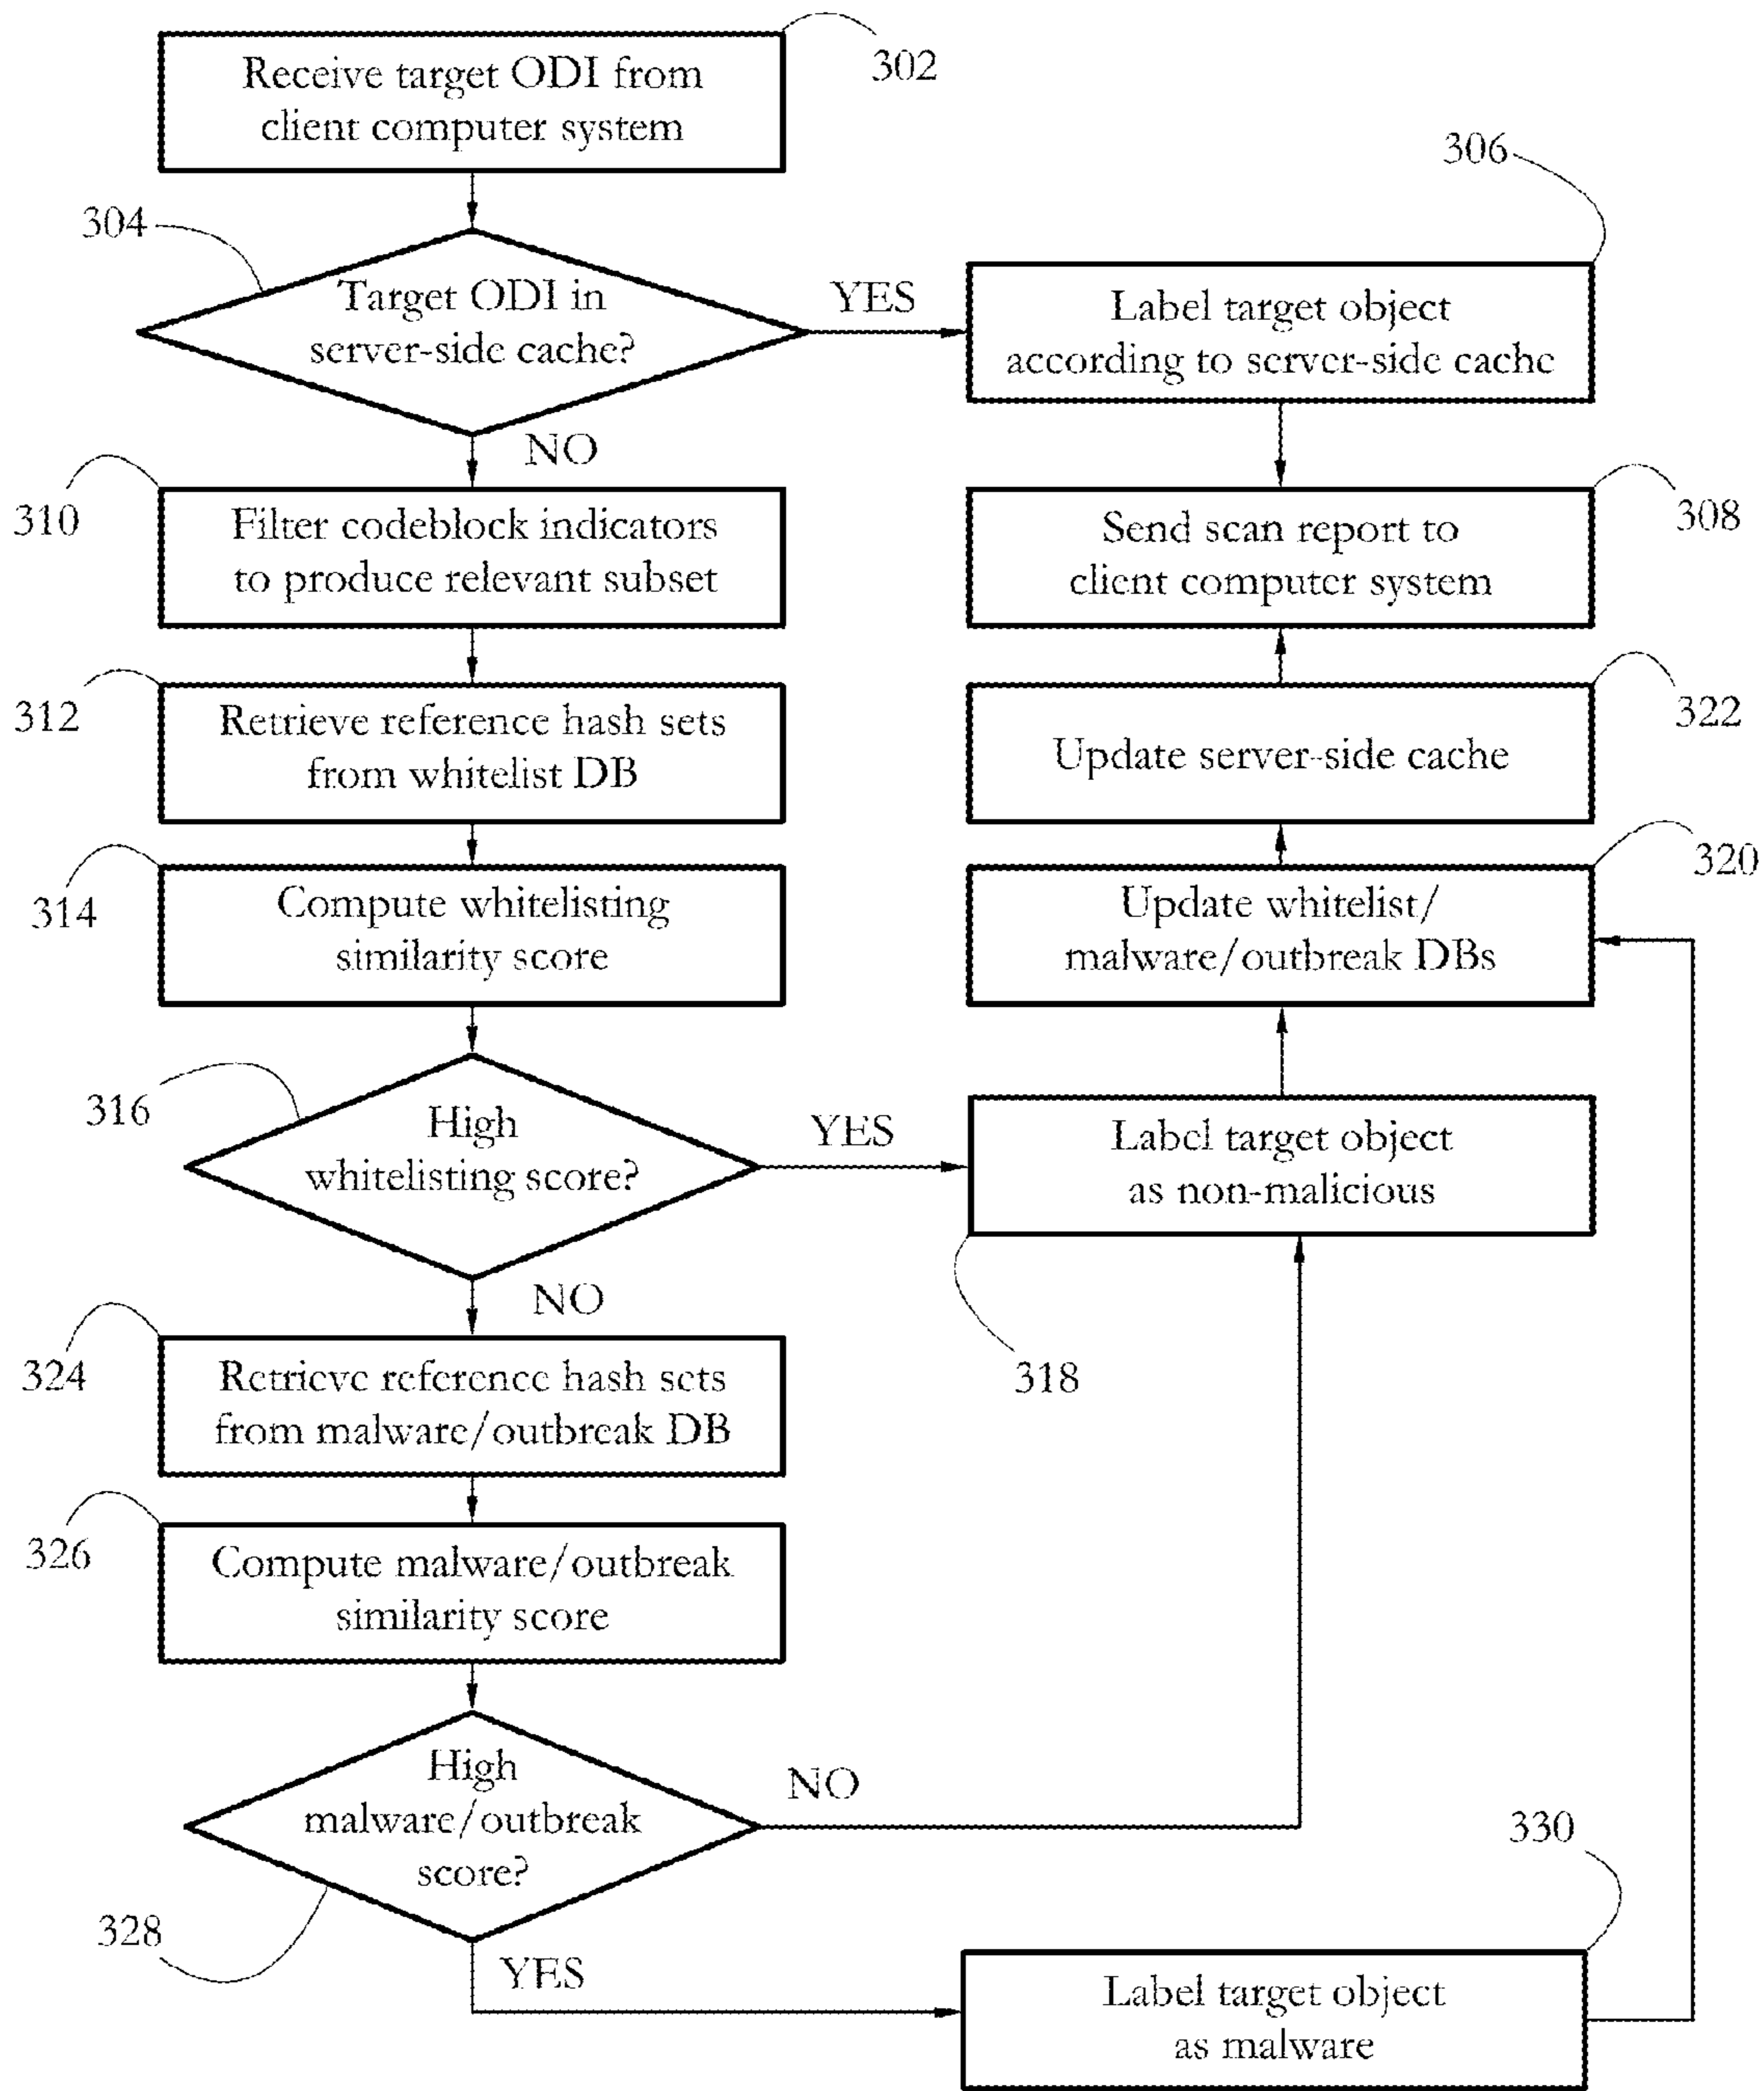 Receive target ODI from
client computer system
302
304
Target ODI in
server-side cache?
YES
NO
306
Label target object
according to server-side cache
310
Filter codeblock indicators
to produce relevant subset
Send scan report to
client computer system
308
312
Retrieve reference hash sets
from whitelist DB
Update server-side cache
322
314
Compute whitelisting
similarity score
Update whitelist/
malware/outbreak DBs
320
316
High
whitelisting score?
YES
NO
Label target object
as non-malicious
318
324
Retrieve reference hash sets
from malware/outbreak DB
326
Compute malware/outbreak
similarity score
High
malware/outbreak
score?
NO
328
YES
330
Label target object
as malware